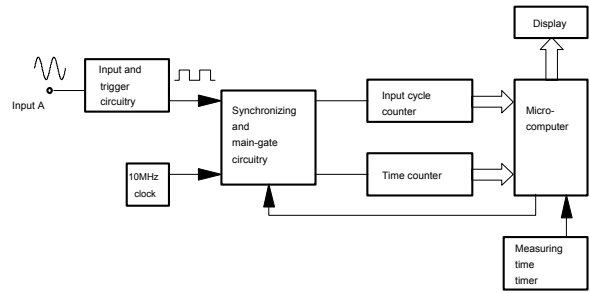 Display
Input and
trigger
circuitry
Input A
Synchronizing
and
main-gate
circuitry
Input cycle
counter
Micro-
computer
10MHz
clock
Time counter
Measuring
time
timer